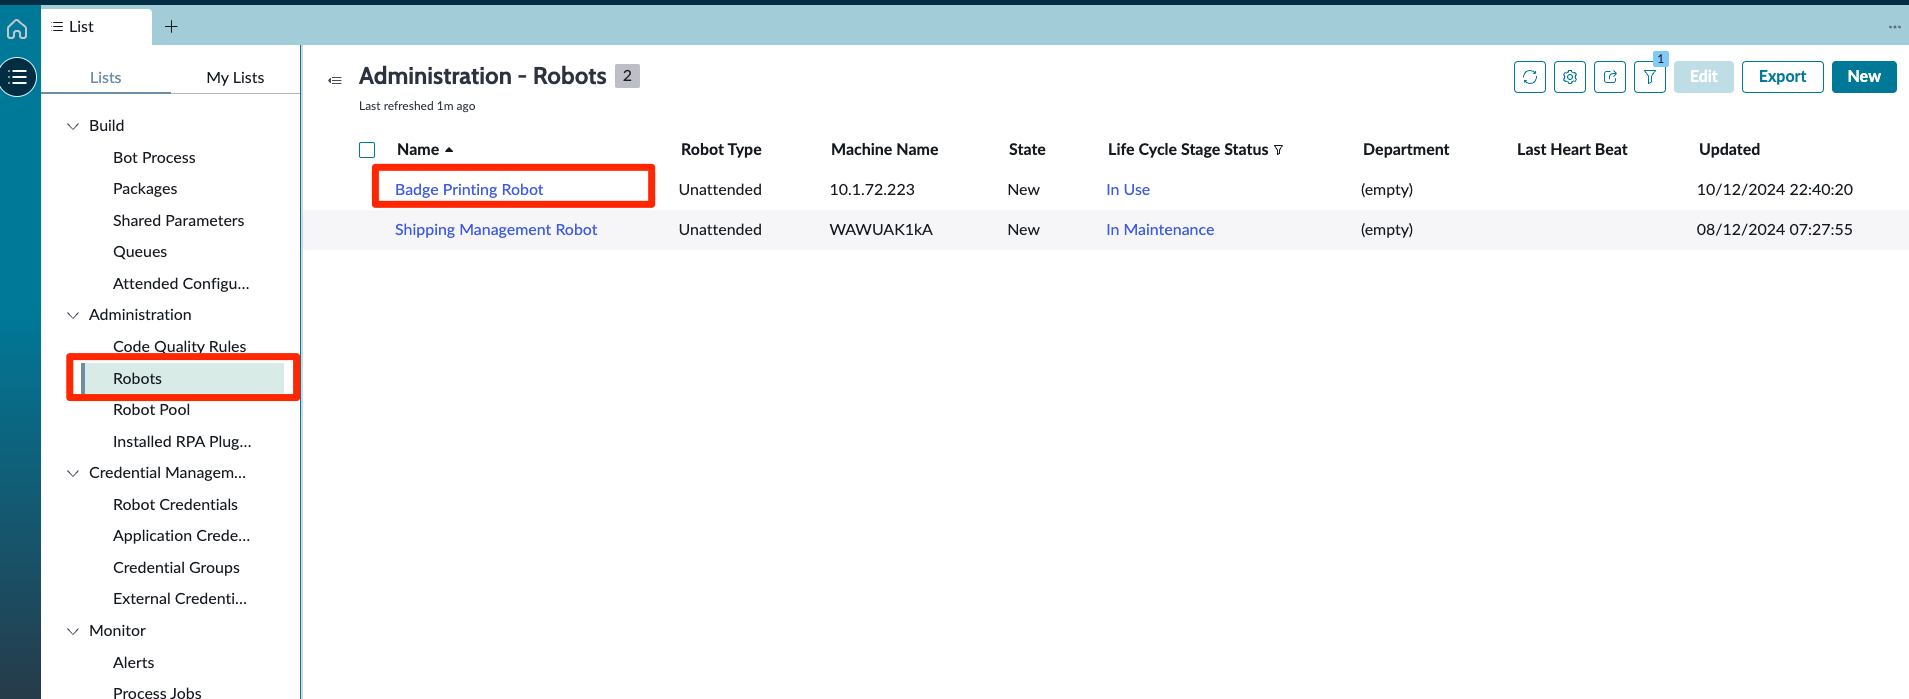 List
Lists
My Lists
Build
Bot Process
Packages
Shared Parameters
Queues
Attended Configu...
Administration
Code Quality Rules
Robots
Robot Pool
Installed RPA Plug...
Credential Managem...
Robot Credentials
Application Crede...
Credential Groups
External Credenti...
Monitor
Alerts
Process Jobs
Administration - Robots 2
Last refreshed 1m ago
1
Edit
Export
New
Name Robot Type Machine Name State Life Cycle Stage Status Department Last Heart Beat Updated
Badge Printing Robot Unattended 10.1.72.223 New In Use (empty) 10/12/2024 22:40:20
Shipping Management Robot Unattended WAWUAK1kA New In Maintenance (empty) 08/12/2024 07:27:55